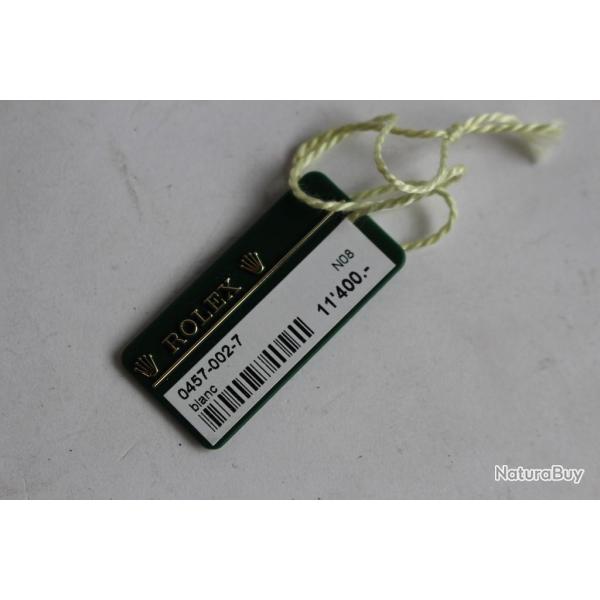 ROLEX
0457-002-7
blanc
N08
11'400.-
NaturaBuy